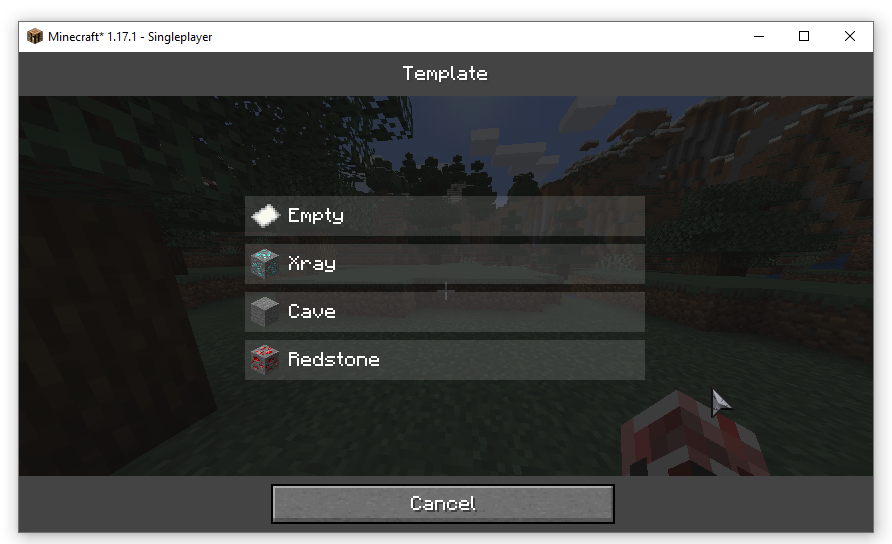 Minecraft* 1.17.1 - Singleplayer
Template
Empty
Xray
Cave
Redstone
Cancel